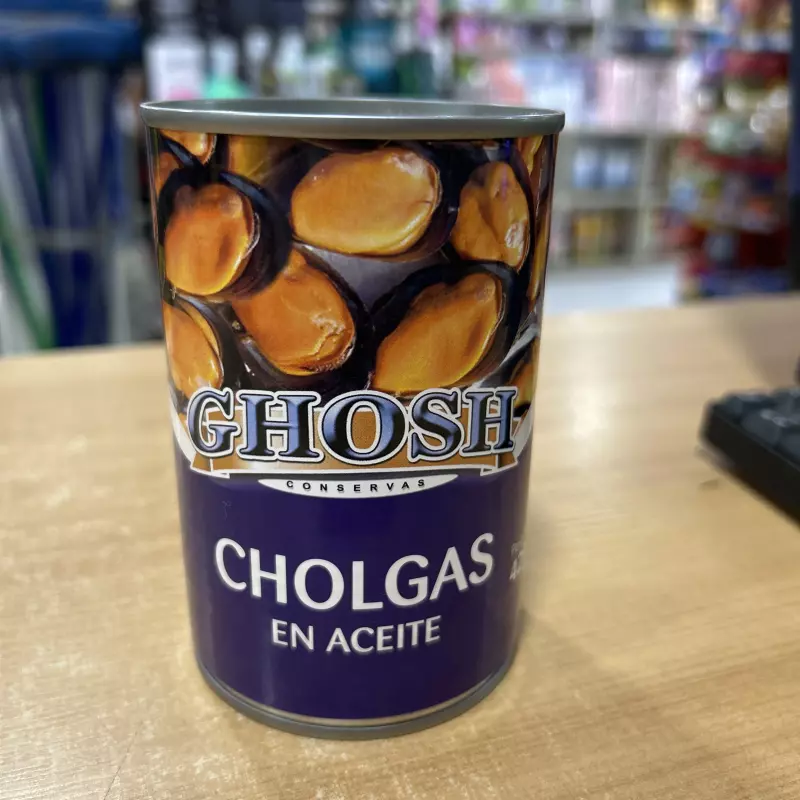 GHOSH
CONSERVAS
CHOLGAS
EN ACEITE